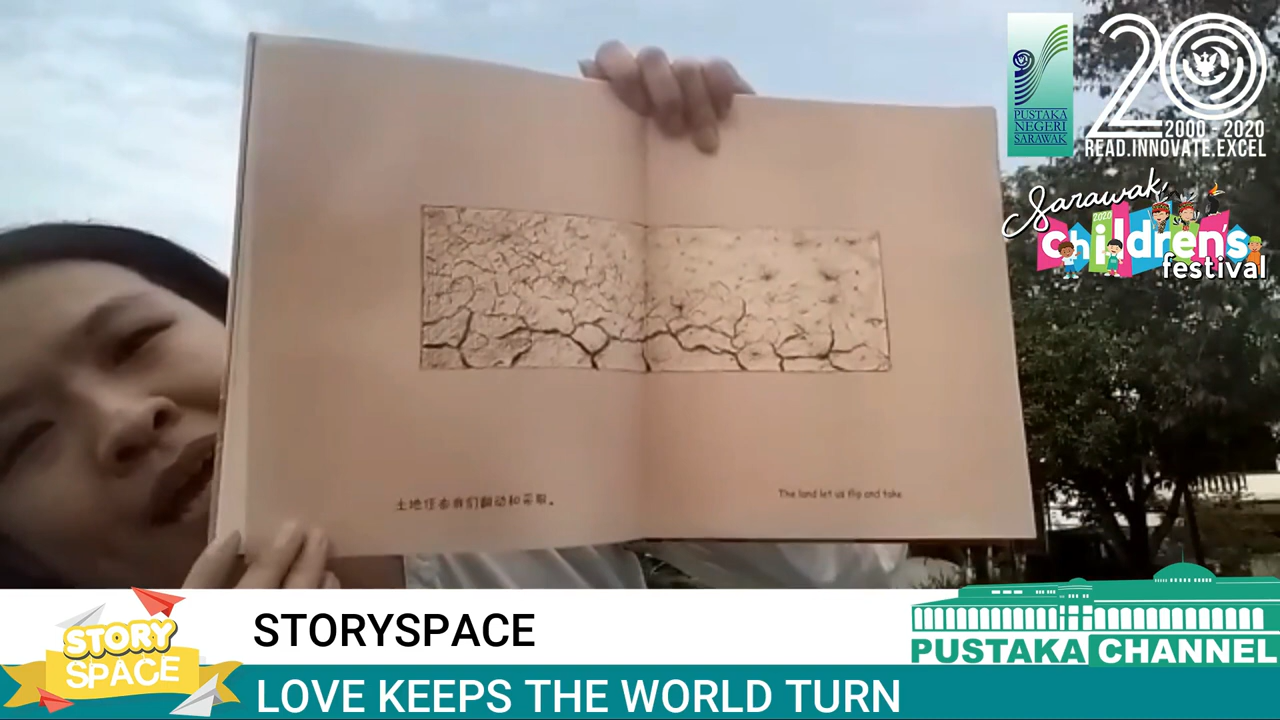 土地任由我们翻动和采取。
The land let us flip and take
PUSTAKA
NEGERI
SARAWAK
20
2000 - 2020
READ.INNOVATE.EXCEL
Sarawak
2020
children's
festival
STORY
SPACE
STORYSPACE
LOVE KEEPS THE WORLD TURN
PUSTAKA CHANNEL